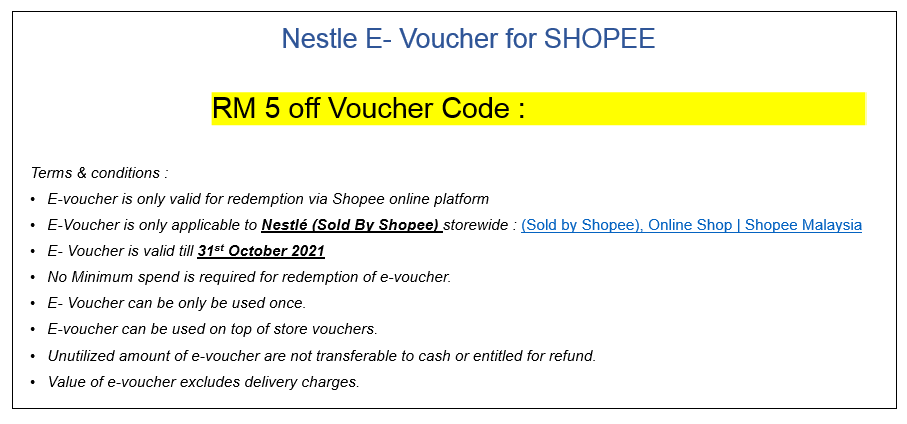 Nestle E- Voucher for SHOPEE
RM 5 off Voucher Code :
Terms & conditions :
• E-voucher is only valid for redemption via Shopee online platform
• E-Voucher is only applicable to Nestlé (Sold By Shopee) storewide : (Sold by Shopee), Online Shop | Shopee Malaysia
• E- Voucher is valid till 31st October 2021
• No Minimum spend is required for redemption of e-voucher.
• E- Voucher can be only be used once.
• E-voucher can be used on top of store vouchers.
• Unutilized amount of e-voucher are not transferable to cash or entitled for refund.
• Value of e-voucher excludes delivery charges.